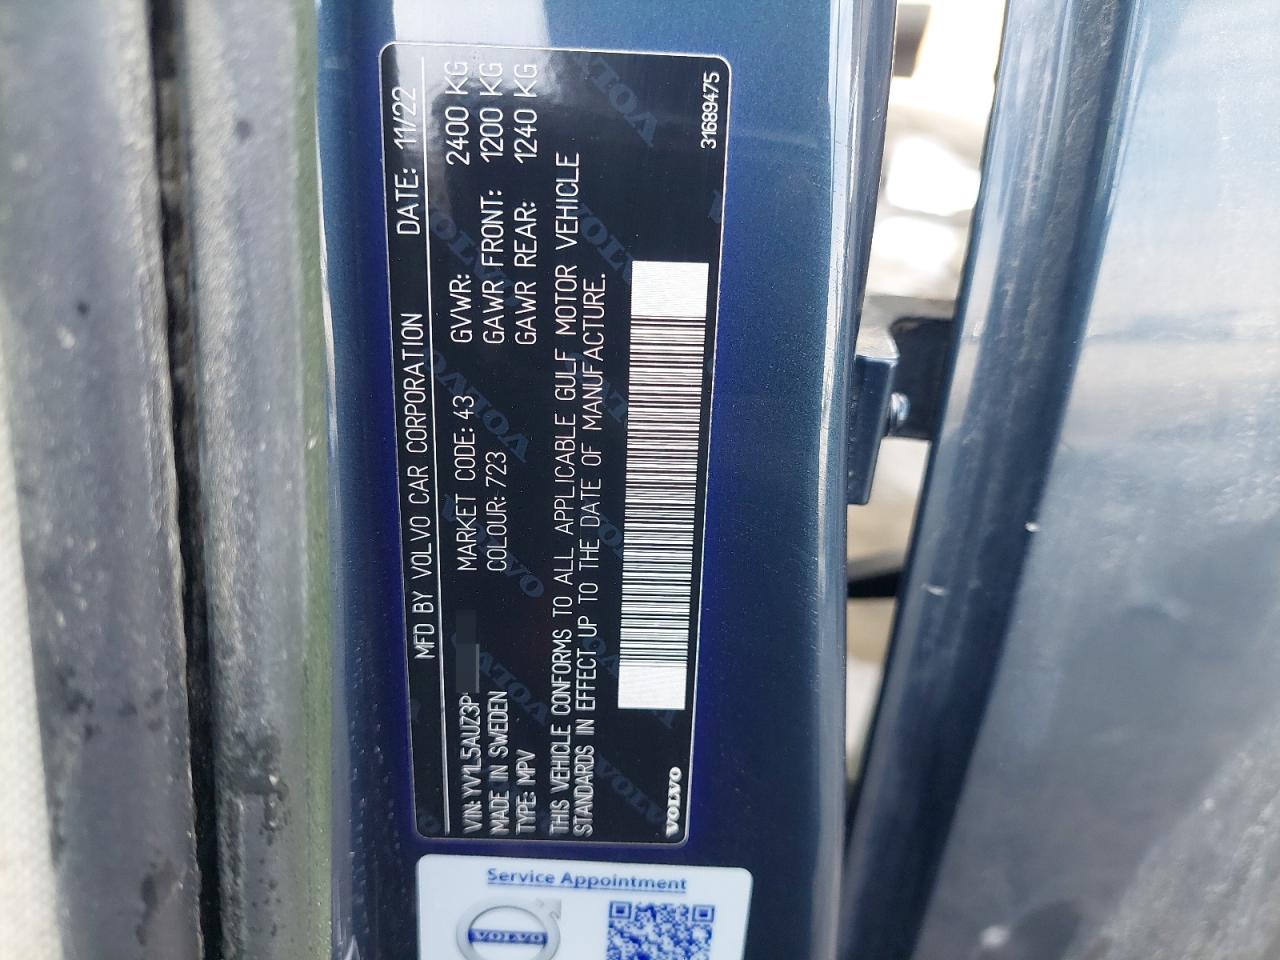 MFD BY VOLVO CAR CORPORATION DATE: 11/22
VIN: YV1L5AUZ3P
MARKET CODE: 43 GVWR: 2400 KG
MADE IN SWEDEN COLOUR: 723 GAWR FRONT: 1200 KG
TYPE: MPV GAWR REAR: 1240 KG
THIS VEHICLE CONFORMS TO ALL APPLICABLE GULF MOTOR VEHICLE
STANDARDS IN EFFECT UP TO THE DATE OF MANUFACTURE.
VOLVO 31689475
Service Appointment
VOLVO